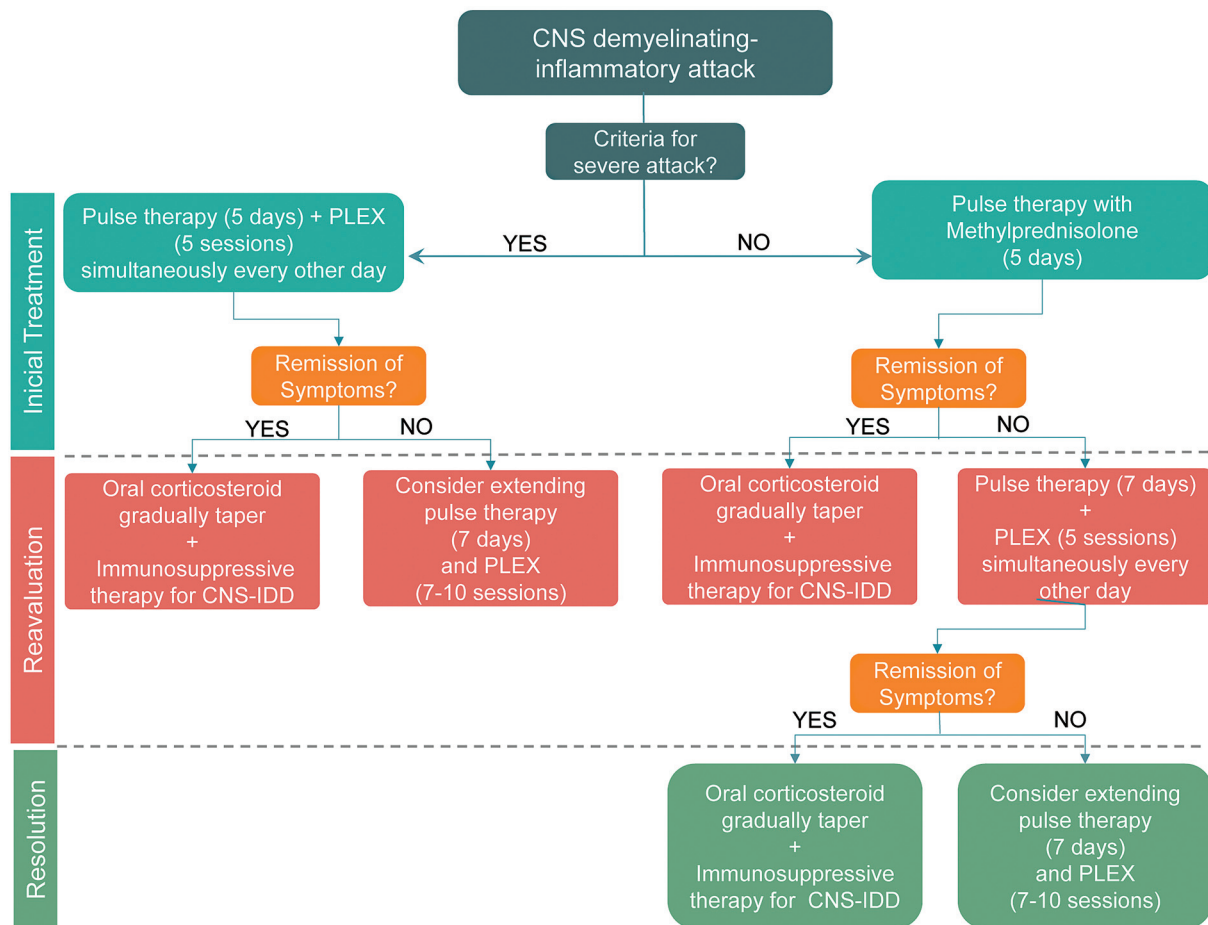 CNS demyelinating-
inflammatory attack
Criteria for
severe attack?
Inicial Treatment
Pulse therapy (5 days) + PLEX
(5 sessions)
simultaneously every other day
YES
NO
Pulse therapy with
Methylprednisolone
(5 days)
Remission of
Symptoms?
YES
NO
Remission of
Symptoms?
YES
NO
Reavaluation
Oral corticosteroid
gradually taper
+
Immunosuppressive
therapy for CNS-IDD
Consider extending
pulse therapy
(7 days)
and PLEX
(7-10 sessions)
Oral corticosteroid
gradually taper
+
Immunosuppressive
therapy for CNS-IDD
Pulse therapy (7 days)
+
PLEX (5 sessions)
simultaneously every
other day
Remission of
Symptoms?
YES
NO
Resolution
Oral corticosteroid
gradually taper
+
Immunosuppressive
therapy for CNS-IDD
Consider extending
pulse therapy
(7 days)
and PLEX
(7-10 sessions)